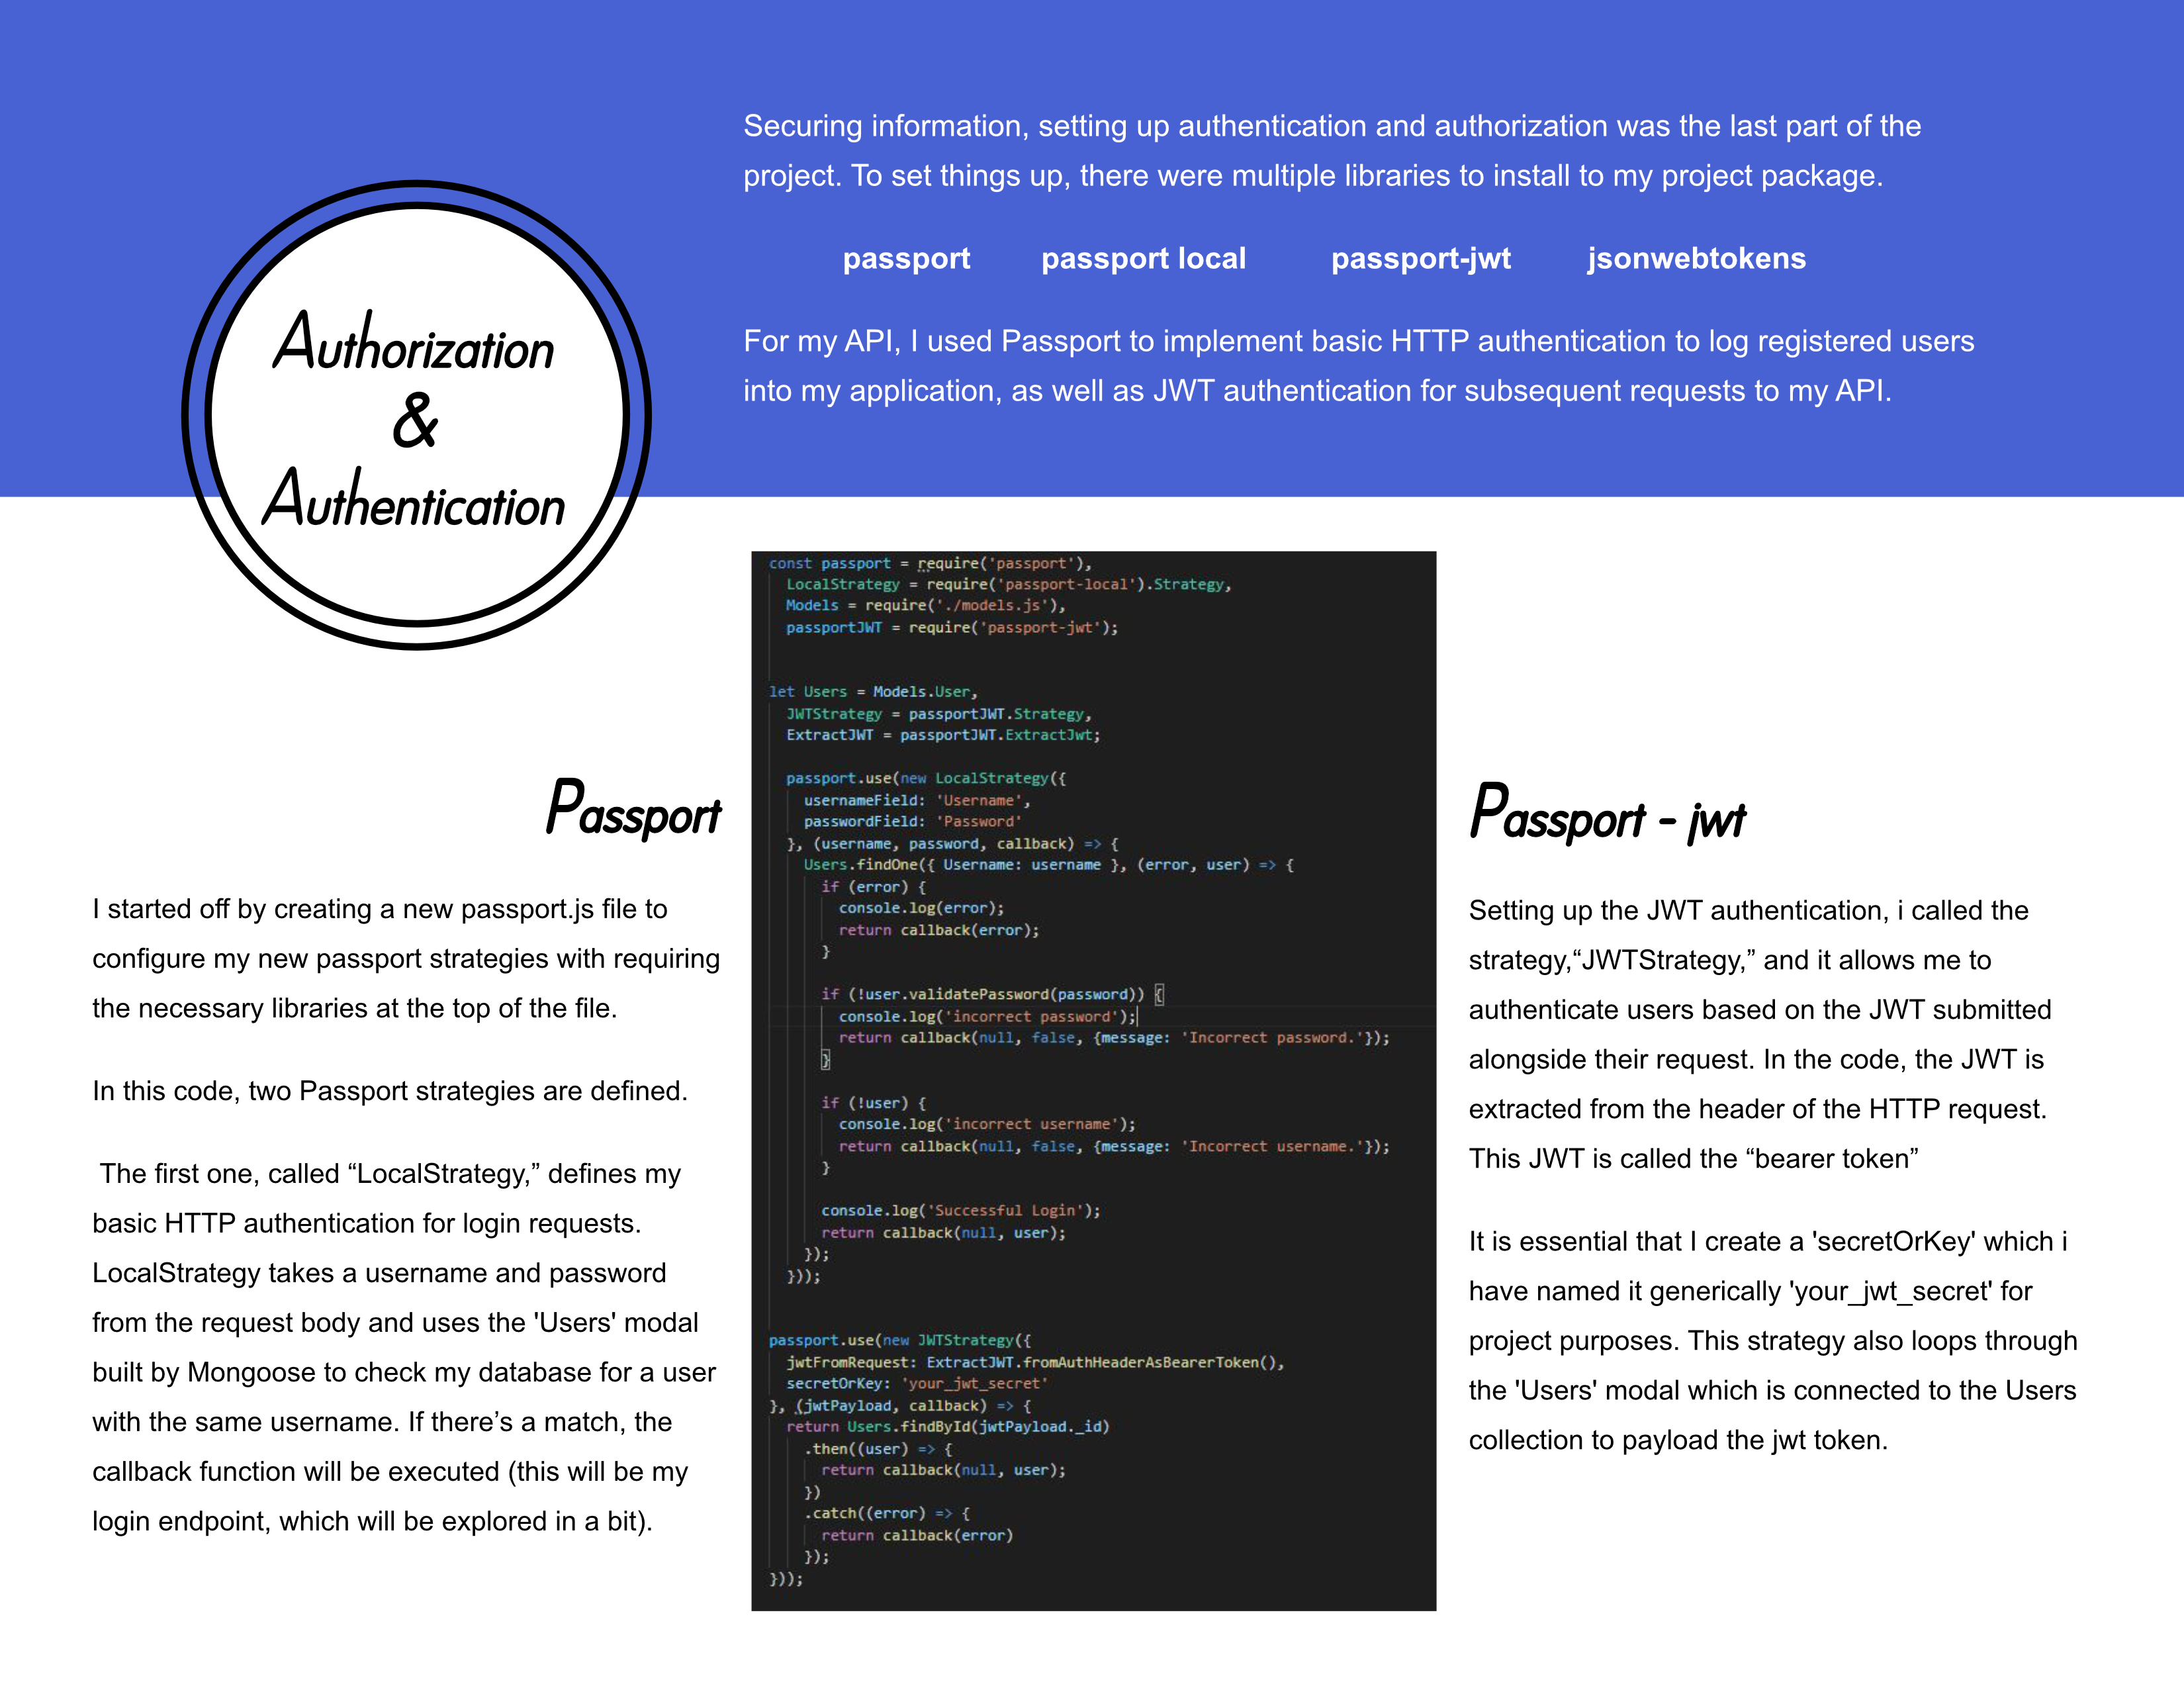 Securing information, setting up authentication and authorization was the last part of the
project. To set things up, there were multiple libraries to install to my project package.
passport passport local passport-jwt jsonwebtokens
For my API, I used Passport to implement basic HTTP authentication to log registered users
into my application, as well as JWT authentication for subsequent requests to my API.
Authorization
&
Authentication
Passport
I started off by creating a new passport.js file to
configure my new passport strategies with requiring
the necessary libraries at the top of the file.
In this code, two Passport strategies are defined.
The first one, called “LocalStrategy,” defines my
basic HTTP authentication for login requests.
LocalStrategy takes a username and password
from the request body and uses the 'Users' modal
built by Mongoose to check my database for a user
with the same username. If there’s a match, the
callback function will be executed (this will be my
login endpoint, which will be explored in a bit).
const passport = require('passport'),
LocalStrategy = require('passport-local').Strategy,
Models = require('./models.js'),
passportJWT = require('passport-jwt');
let Users = Models.User,
JWTStrategy = passportJWT.Strategy,
ExtractJWT = passportJWT.ExtractJwt;
passport.use(new LocalStrategy({
usernameField: 'Username',
passwordField: 'Password'
}, (username, password, callback) => {
Users.findOne({ Username: username }, (error, user) => {
if (error) {
console.log(error);
return callback(error);
}
if (!user.validatePassword(password)) {
console.log('incorrect password');
return callback(null, false, {message: 'Incorrect password.'});
}
if (!user) {
console.log('incorrect username');
return callback(null, false, {message: 'Incorrect username.'});
}
console.log('Successful Login');
return callback(null, user);
});
}));
passport.use(new JWTStrategy({
jwtFromRequest: ExtractJWT.fromAuthHeaderAsBearerToken(),
secretOrKey: 'your_jwt_secret'
}, (jwtPayload, callback) => {
return Users.findById(jwtPayload._id)
.then((user) => {
return callback(null, user);
})
.catch((error) => {
return callback(error)
});
}));
Passport - jwt
Setting up the JWT authentication, i called the
strategy,“JWTStrategy,” and it allows me to
authenticate users based on the JWT submitted
alongside their request. In the code, the JWT is
extracted from the header of the HTTP request.
This JWT is called the “bearer token”
It is essential that I create a 'secretOrKey' which i
have named it generically 'your_jwt_secret' for
project purposes. This strategy also loops through
the 'Users' modal which is connected to the Users
collection to payload the jwt token.